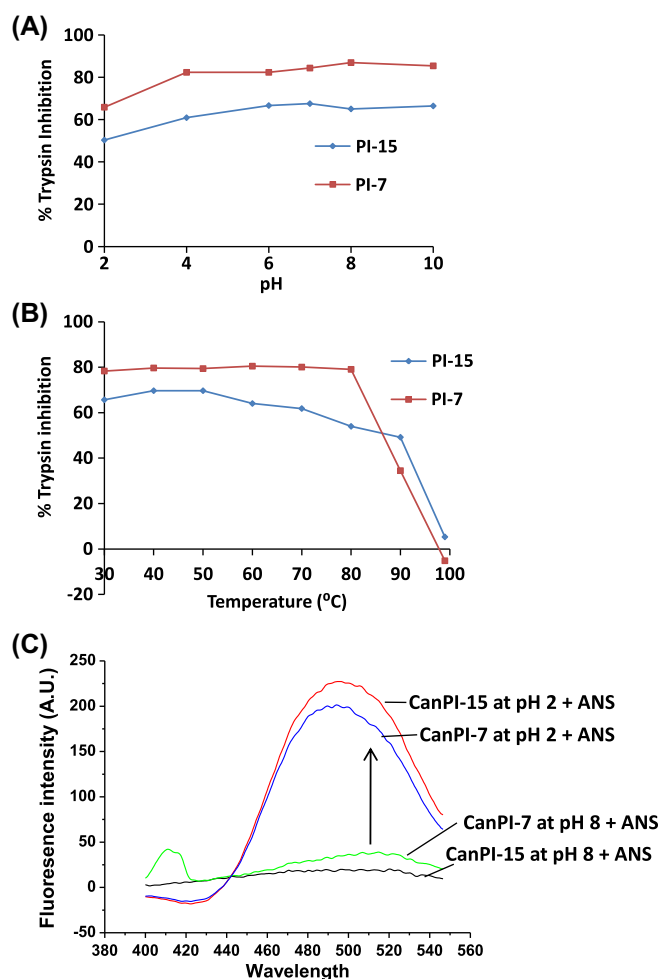 (A)
100
80
60
40
20
0
% Trypsin Inhibition
2
4
6
8
10
pH
PI-15
PI-7
(B)
100
80
60
40
20
0
-20
% Trypsin inhibition
30
40
50
60
70
80
90
100
Temperature (⁰C)
PI-15
PI-7
(C)
250
200
150
100
50
0
-50
Fluoresence intensity (A.U.)
380
400
420
440
460
480
500
520
540
560
Wavelength
CanPI-15 at pH 2 + ANS
CanPI-7 at pH 2 + ANS
CanPI-7 at pH 8 + ANS
CanPI-15 at pH 8 + ANS